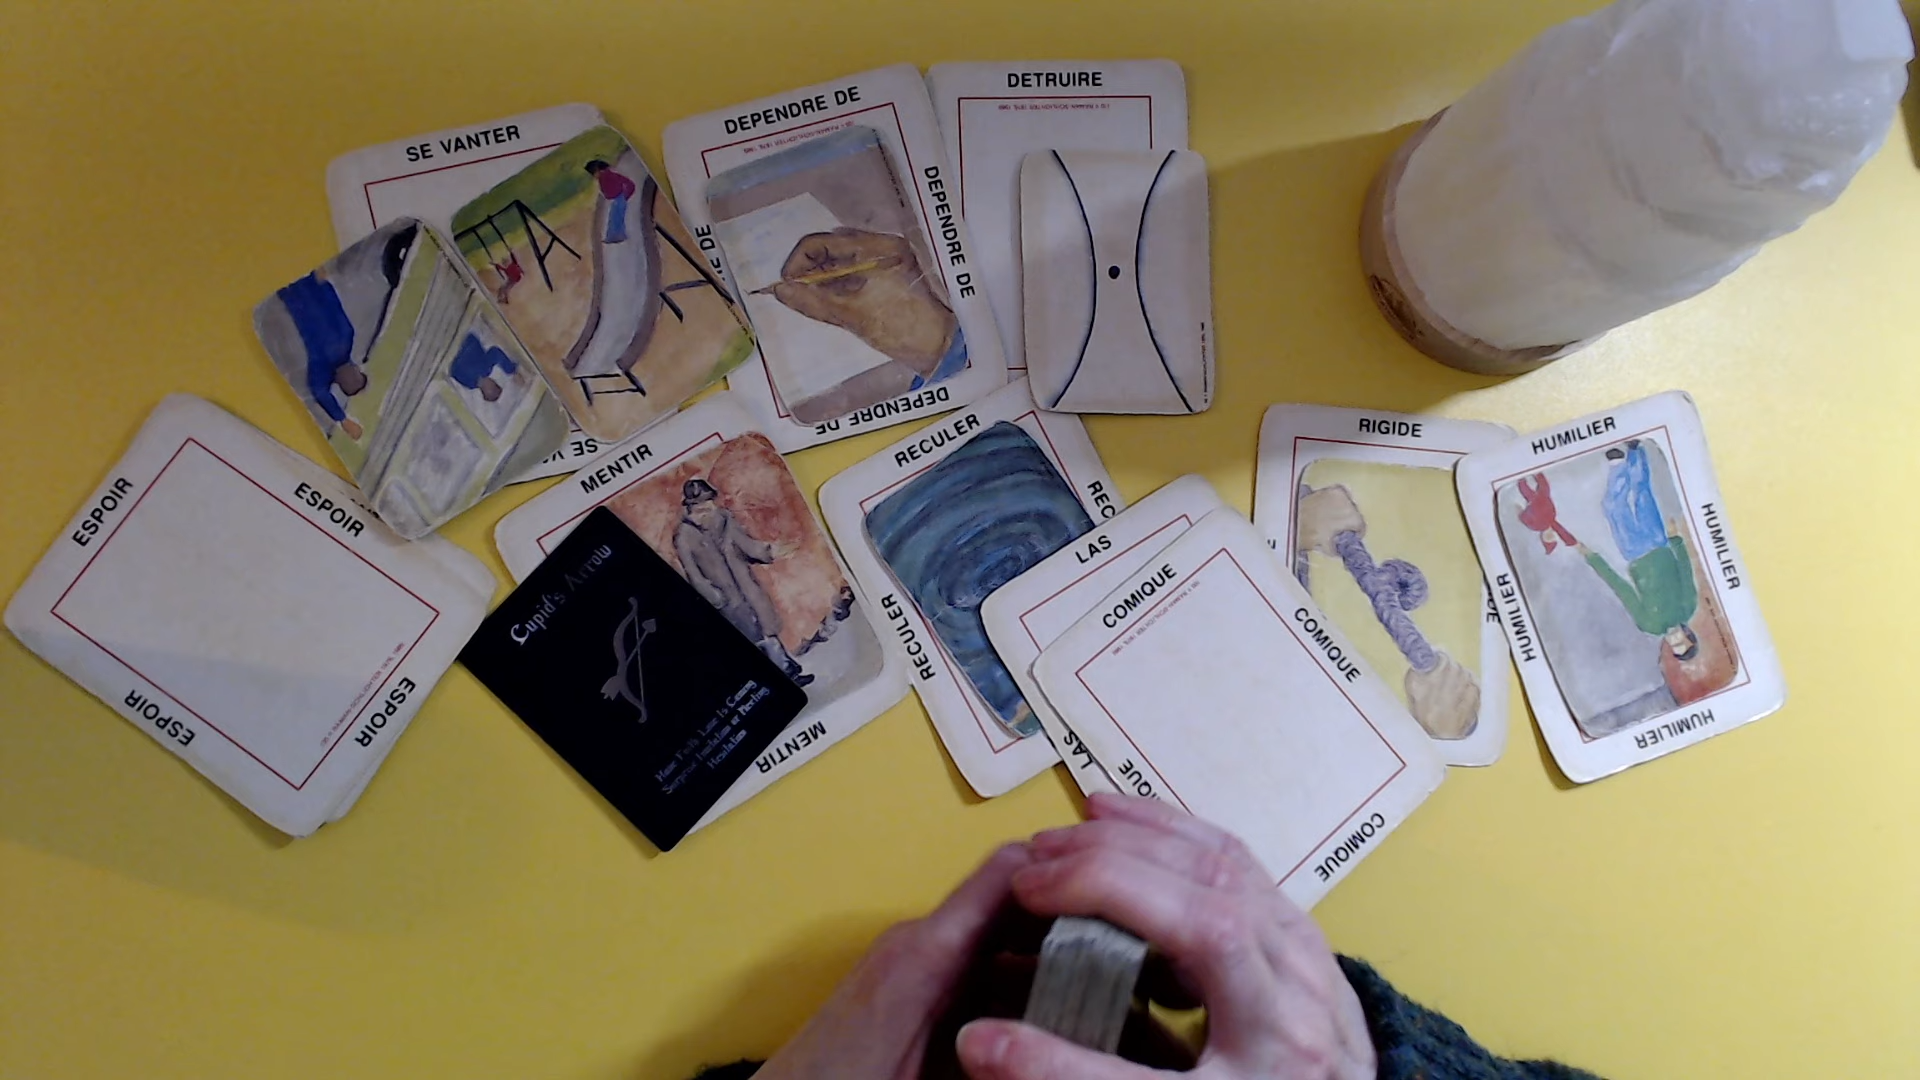 DETRUIRE
DEPENDRE DE
DEPENDRE DE
DEPENDRE DE
SE VANTER
MENTIR
MENTIR
RECULER
RECULER
ESPOIR
ESPOIR
ESPOIR
ESPOIR
Cupid's Arrow
LAS
LAS
COMIQUE
COMIQUE
COMIQUE
RIGIDE
HUMILIER
HUMILIER
HUMILIER
HUMILIER